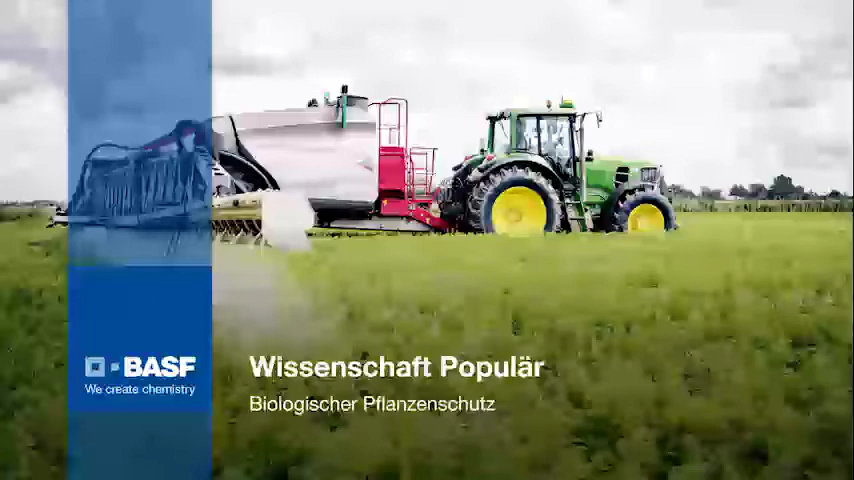 BASF
We create chemistry
Wissenschaft Populär
Biologischer Pflanzenschutz